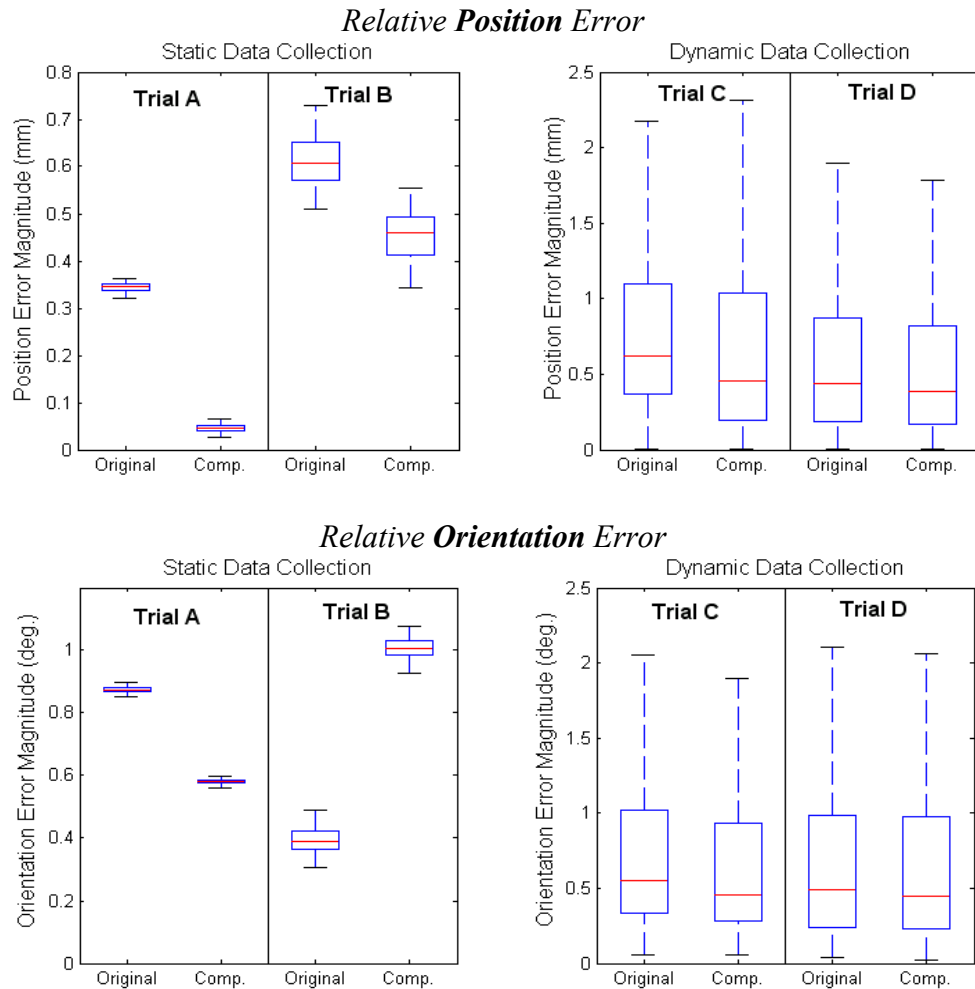 Relative Position Error
Static Data Collection
Position Error Magnitude (mm)
0.8
0.7
0.6
0.5
0.4
0.3
0.2
0.1
0
Trial A
Trial B
Original
Comp.
Original
Comp.
Dynamic Data Collection
Position Error Magnitude (mm)
2.5
2
1.5
1
0.5
0
Trial C
Trial D
Original
Comp.
Original
Comp.
Relative Orientation Error
Static Data Collection
Orientation Error Magnitude (deg.)
1
0.8
0.6
0.4
0.2
0
Trial A
Trial B
Original
Comp.
Original
Comp.
Dynamic Data Collection
Orientation Error Magnitude (deg.)
2.5
2
1.5
1
0.5
0
Trial C
Trial D
Original
Comp.
Original
Comp.